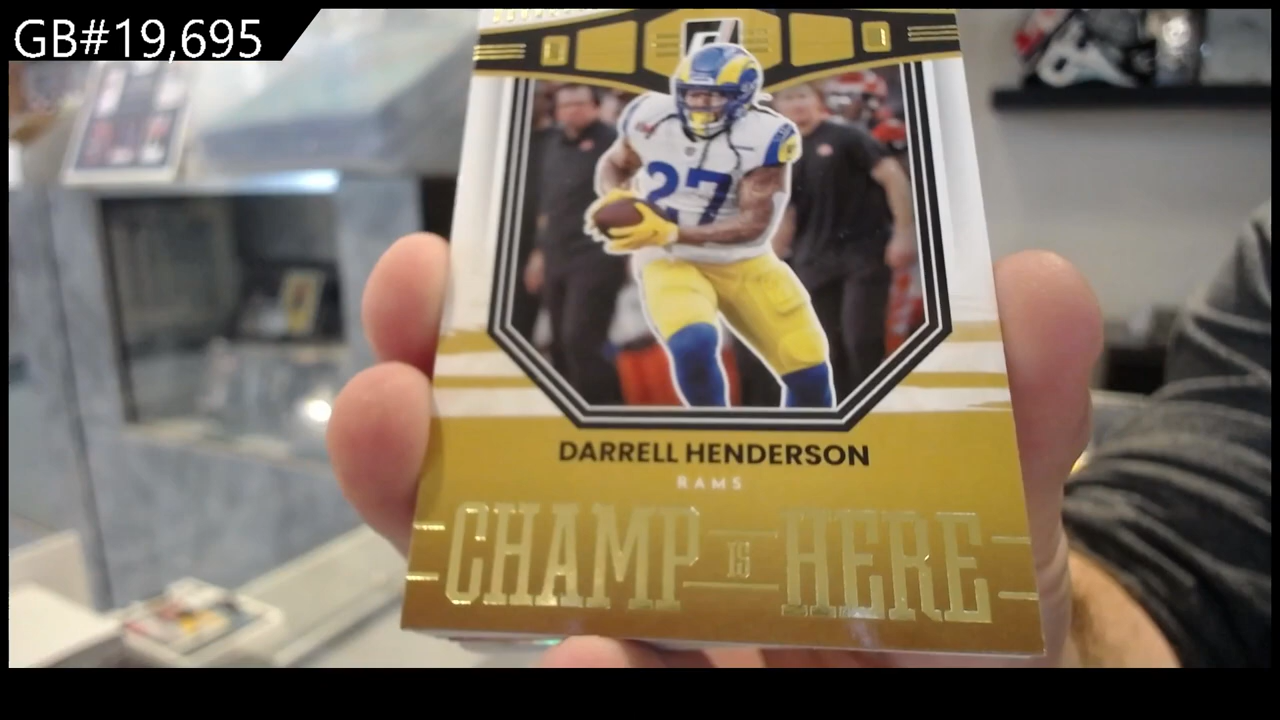 GB#19,695
27
DARRELL HENDERSON
RAMS
CHAMP IS HERE